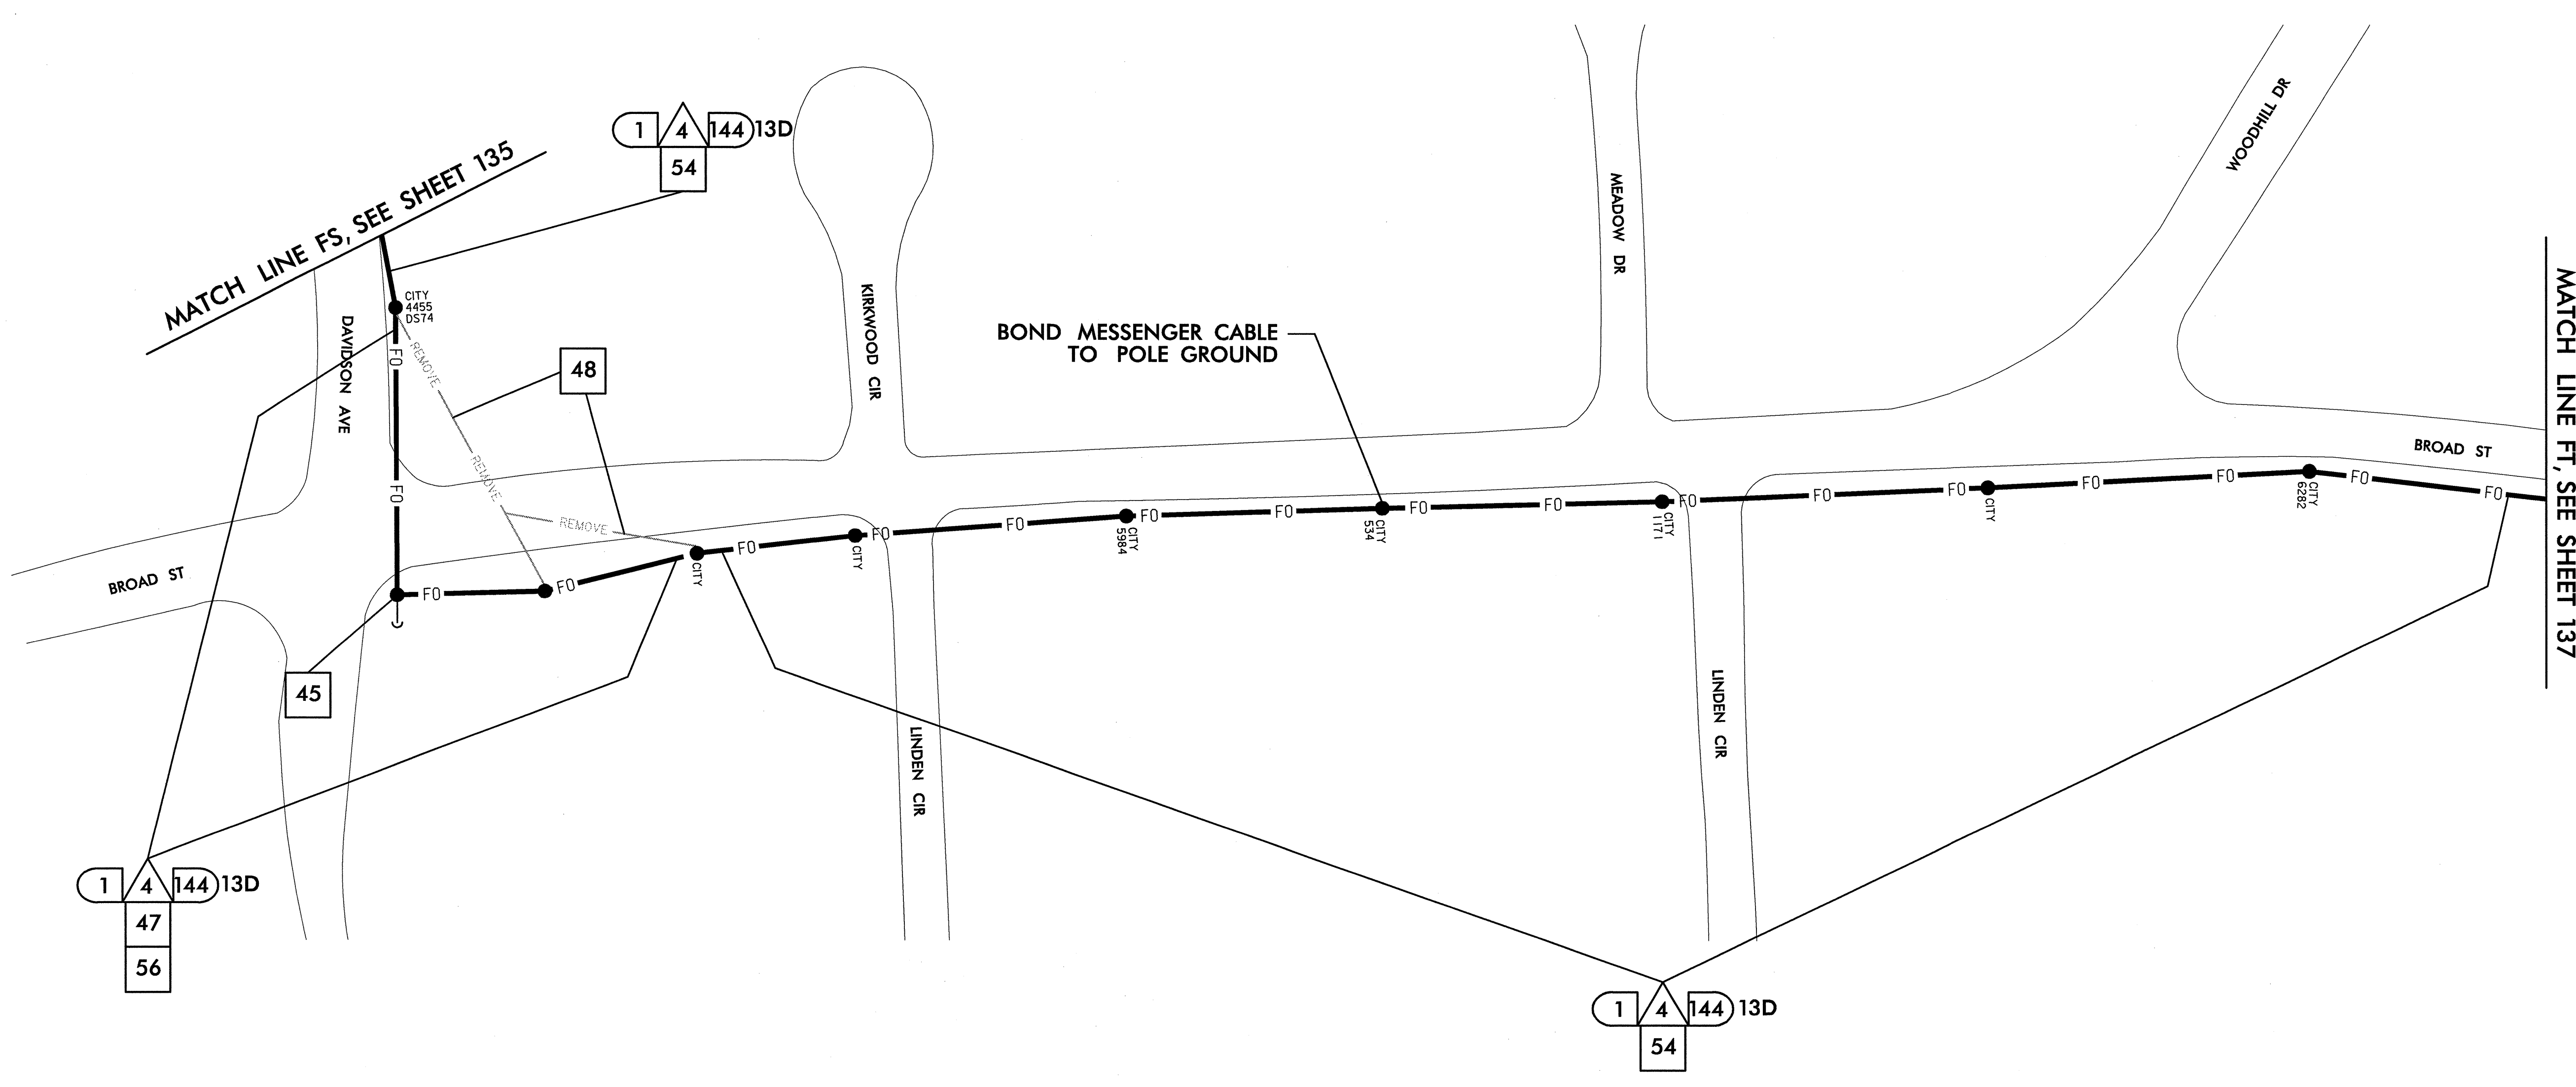 1 4 144 13D
54
MATCH LINE FS, SEE SHEET 135
WOODHILL DR
MEADOW DR
KIRKWOOD CIR
DAVIDSON AVE
CITY
4455
DS74
FO
REMOVE
48
BOND MESSENGER CABLE
TO POLE GROUND
MATCH LINE FT, SEE SHEET 137
BROAD ST
FO
REMOVE
REMOVE
BROAD ST
45
FO
FO
CITY
FO
CITY
FO
FO
CITY
5984
FO
FO
CITY
534
FO
FO
CITY
1171
FO
FO
FO
CITY
FO
FO
CITY
6282
FO
FO
LINDEN CIR
LINDEN CIR
1 4 144 13D
47
56
1 4 144 13D
54